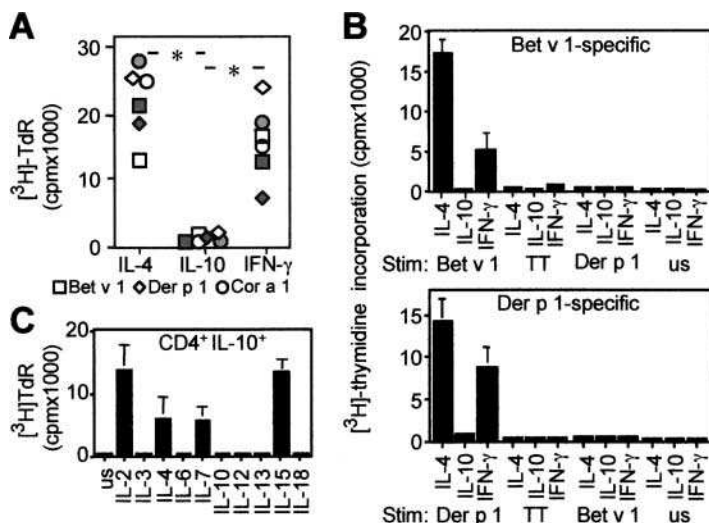 A
30
20
10
0
[³H]-TdR
(cpmx1000)
*
*
IL-4 IL-10 IFN-γ
Bet v 1 Der p 1 Cor a 1
C
20
10
0
[³H]TdR
(cpmx1000)
CD4⁺ IL-10⁺
us
IL-2
IL-3
IL-4
IL-6
IL-7
IL-10
IL-12
IL-13
IL-15
IL-18
B
[³H]-thymidine incorporation (cpmx1000)
20
15
10
5
0
Bet v 1-specific
IL-4
IL-10
IFN-γ
IL-4
IL-10
IFN-γ
IL-4
IL-10
IFN-γ
IL-4
IL-10
IFN-γ
Stim: Bet v 1 TT Der p 1 us
15
10
5
0
Der p 1-specific
IL-4
IL-10
IFN-γ
IL-4
IL-10
IFN-γ
IL-4
IL-10
IFN-γ
IL-4
IL-10
IFN-γ
Stim: Der p 1 TT Bet v 1 us